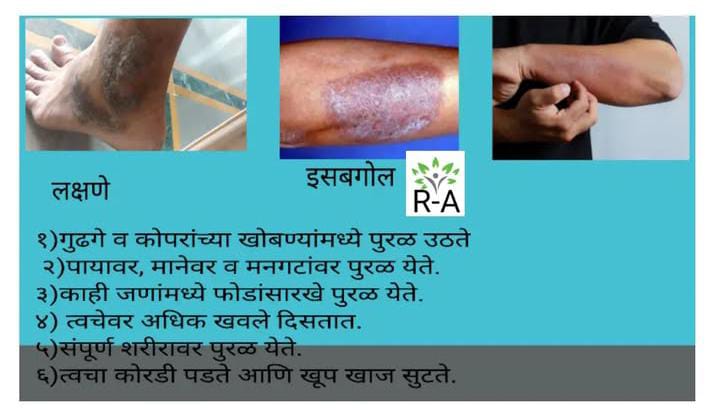 लक्षणे
इसबगोल
R-A
१)गुढगे व कोपरांच्या खोबण्यांमध्ये पुरळ उठते
२)पायावर, मानेवर व मनगटांवर पुरळ येते.
३)काही जणांमध्ये फोडांसारखे पुरळ येते.
४) त्वचेवर अधिक खवले दिसतात.
५)संपूर्ण शरीरावर पुरळ येते.
६)त्वचा कोरडी पडते आणि खूप खाज सुटते.